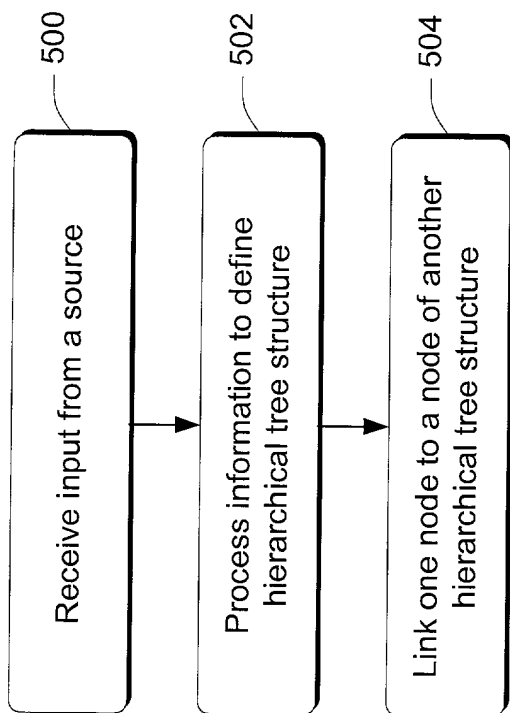 Receive input from a source
500
Process information to define
hierarchical tree structure
502
Link one node to a node of another
hierarchical tree structure
504